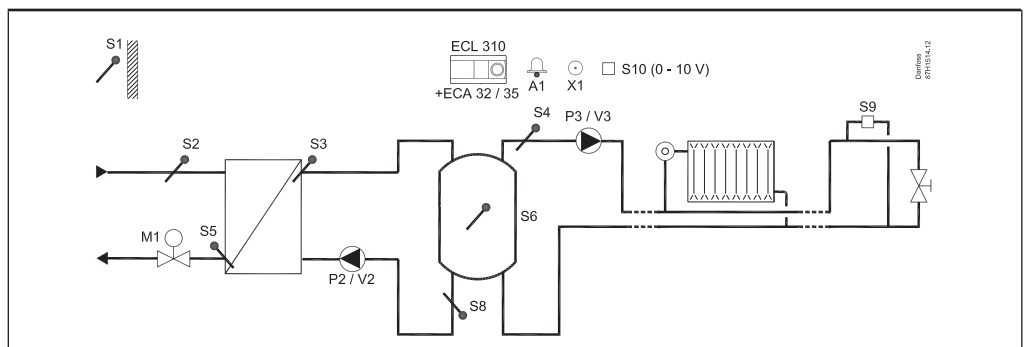 S1
ECL 310
+ECA 32 / 35
A1
X1
S10 (0 - 10 V)
Danfoss
87H1514.12
S2
S3
S4
P3 / V3
S9
S6
M1
S5
P2 / V2
S8